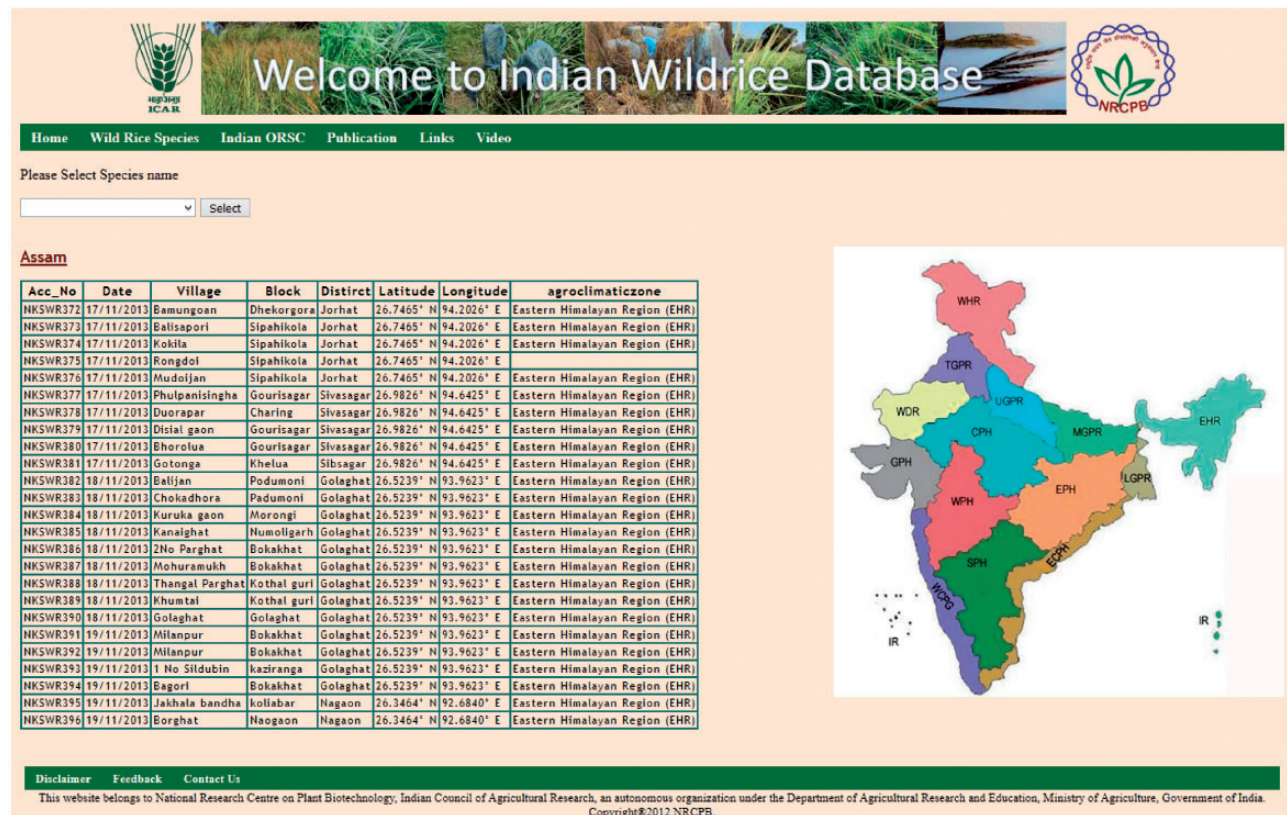 Welcome to Indian Wildrice Database
ICAR
NRCPB
Home Wild Rice Species Indian ORSC Publication Links Video
Please Select Species name
Select
Assam
Acc_No Date Village Block Distirct Latitude Longitude agroclimaticzone
NKSWR372 17/11/2013 Bamungoan Dhekorgora Jorhat 26.7465° N 94.2026° E Eastern Himalayan Region (EHR)
NKSWR373 17/11/2013 Balisapori Sipahikola Jorhat 26.7465° N 94.2026° E Eastern Himalayan Region (EHR)
NKSWR374 17/11/2013 Kokila Sipahikola Jorhat 26.7465° N 94.2026° E Eastern Himalayan Region (EHR)
NKSWR375 17/11/2013 Rongdoi Sipahikola Jorhat 26.7465° N 94.2026° E
NKSWR376 17/11/2013 Mudoijan Sipahikola Jorhat 26.7465° N 94.2026° E Eastern Himalayan Region (EHR)
NKSWR377 17/11/2013 Phulpanisingha Gourisagar Sivasagar 26.9826° N 94.6425° E Eastern Himalayan Region (EHR)
NKSWR378 17/11/2013 Duorapar Charing Sivasagar 26.9826° N 94.6425° E Eastern Himalayan Region (EHR)
NKSWR379 17/11/2013 Disial gaon Gourisagar Sivasagar 26.9826° N 94.6425° E Eastern Himalayan Region (EHR)
NKSWR380 17/11/2013 Bhorolua Gourisagar Sivasagar 26.9826° N 94.6425° E Eastern Himalayan Region (EHR)
NKSWR381 17/11/2013 Gotonga Khelua Sibsagar 26.9826° N 94.6425° E Eastern Himalayan Region (EHR)
NKSWR382 18/11/2013 Balijan Podumoni Golaghat 26.5239° N 93.9623° E Eastern Himalayan Region (EHR)
NKSWR383 18/11/2013 Chokadhora Padumoni Golaghat 26.5239° N 93.9623° E Eastern Himalayan Region (EHR)
NKSWR384 18/11/2013 Kuruka gaon Morongi Golaghat 26.5239° N 93.9623° E Eastern Himalayan Region (EHR)
NKSWR385 18/11/2013 Kanaighat Numoligarh Golaghat 26.5239° N 93.9623° E Eastern Himalayan Region (EHR)
NKSWR386 18/11/2013 2No Parghat Bokakhat Golaghat 26.5239° N 93.9623° E Eastern Himalayan Region (EHR)
NKSWR387 18/11/2013 Mohuramukh Bokakhat Golaghat 26.5239° N 93.9623° E Eastern Himalayan Region (EHR)
NKSWR388 18/11/2013 Thangal Parghat Kothal guri Golaghat 26.5239° N 93.9623° E Eastern Himalayan Region (EHR)
NKSWR389 18/11/2013 Khumtai Kothal guri Golaghat 26.5239° N 93.9623° E Eastern Himalayan Region (EHR)
NKSWR390 18/11/2013 Golaghat Golaghat Golaghat 26.5239° N 93.9623° E Eastern Himalayan Region (EHR)
NKSWR391 19/11/2013 Milanpur Bokakhat Golaghat 26.5239° N 93.9623° E Eastern Himalayan Region (EHR)
NKSWR392 19/11/2013 Milanpur Bokakhat Golaghat 26.5239° N 93.9623° E Eastern Himalayan Region (EHR)
NKSWR393 19/11/2013 1 No Sildubin kaziranga Golaghat 26.5239° N 93.9623° E Eastern Himalayan Region (EHR)
NKSWR394 19/11/2013 Bagori Bokakhat Golaghat 26.5239° N 93.9623° E Eastern Himalayan Region (EHR)
NKSWR395 19/11/2013 Jakhala bandha koliabar Nagaon 26.3464° N 92.6840° E Eastern Himalayan Region (EHR)
NKSWR396 19/11/2013 Borghat Naogaon Nagaon 26.3464° N 92.6840° E Eastern Himalayan Region (EHR)
WHR
TGPR
WDR
UGPR
CPH
MGPR
EHR
GPH
WPH
EPH
LGPR
SPH
ECPH
WCPG
IR
IR
Disclaimer Feedback Contact Us
This website belongs to National Research Centre on Plant Biotechnology, Indian Council of Agricultural Research, an autonomous organization under the Department of Agricultural Research and Education, Ministry of Agriculture, Government of India.
Copyright®2012 NRCPB.